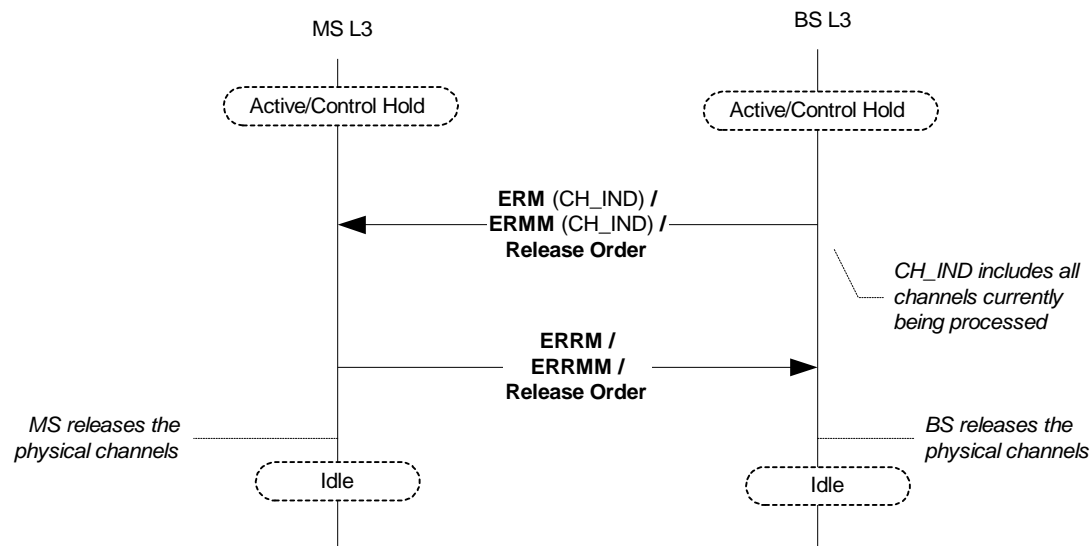 MS L3
BS L3
Active/Control Hold
Active/Control Hold
ERM (CH_IND) /
ERMM (CH_IND) /
Release Order
CH_IND includes all
channels currently
being processed
ERRM /
ERRMM /
Release Order
MS releases the
physical channels
BS releases the
physical channels
Idle
Idle